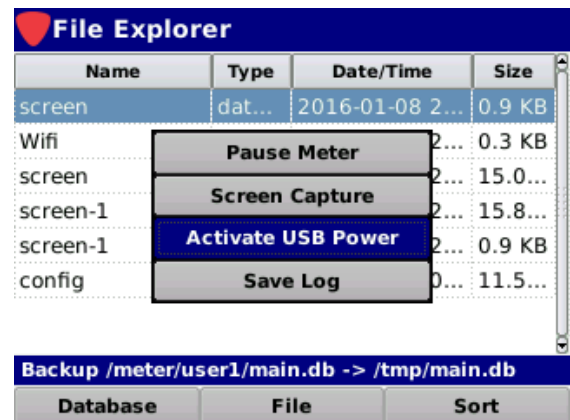 File Explorer
Name Type Date/Time Size
screen dat... 2016-01-08 2... 0.9 KB
Wifi 2... 0.3 KB
Pause Meter
screen 2... 15.0...
Screen Capture
screen-1 2... 15.8...
Activate USB Power
screen-1 2... 0.9 KB
config 0... 11.5...
Save Log
Backup /meter/user1/main.db -> /tmp/main.db
Database File Sort